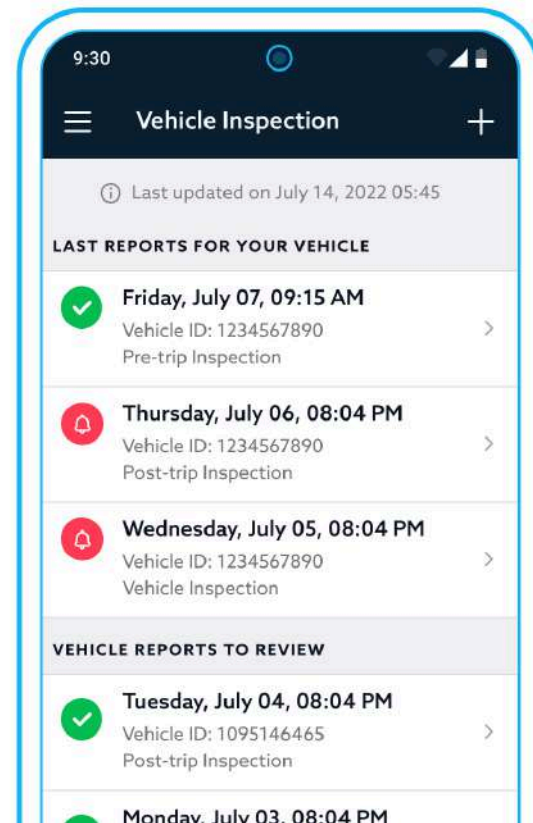 9:30
Vehicle Inspection
Last updated on July 14, 2022 05:45
LAST REPORTS FOR YOUR VEHICLE
Friday, July 07, 09:15 AM
Vehicle ID: 1234567890
Pre-trip Inspection
Thursday, July 06, 08:04 PM
Vehicle ID: 1234567890
Post-trip Inspection
Wednesday, July 05, 08:04 PM
Vehicle ID: 1234567890
Vehicle Inspection
VEHICLE REPORTS TO REVIEW
Tuesday, July 04, 08:04 PM
Vehicle ID: 1095146465
Post-trip Inspection
Monday, July 03, 08:04 PM